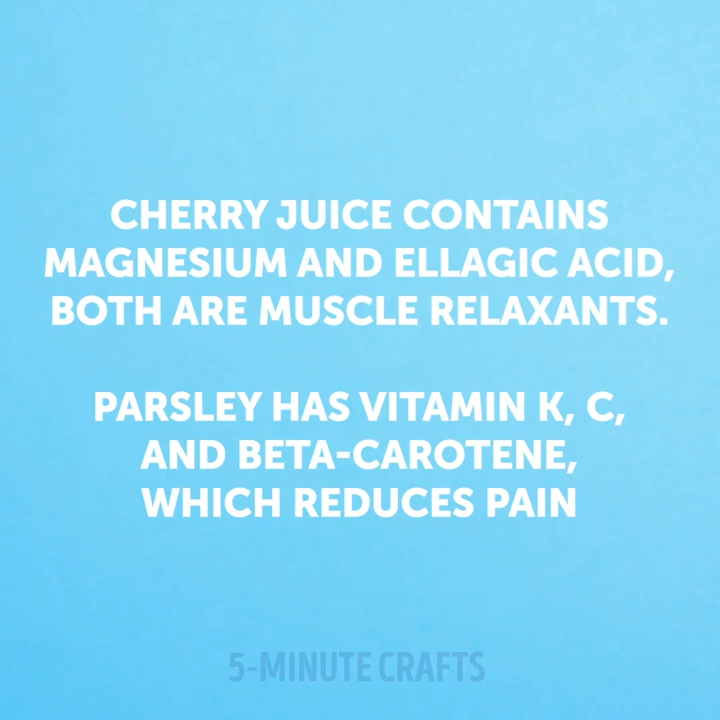 CHERRY JUICE CONTAINS
MAGNESIUM AND ELLAGIC ACID,
BOTH ARE MUSCLE RELAXANTS.
PARSLEY HAS VITAMIN K, C,
AND BETA-CAROTENE,
WHICH REDUCES PAIN
5-MINUTE CRAFTS